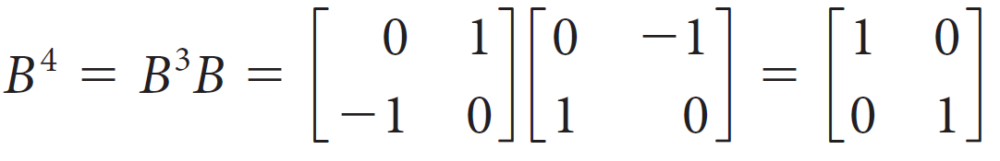 B⁴ = B³B = [0 1; −1 0] [0 −1; 1 0] = [1 0; 0 1]